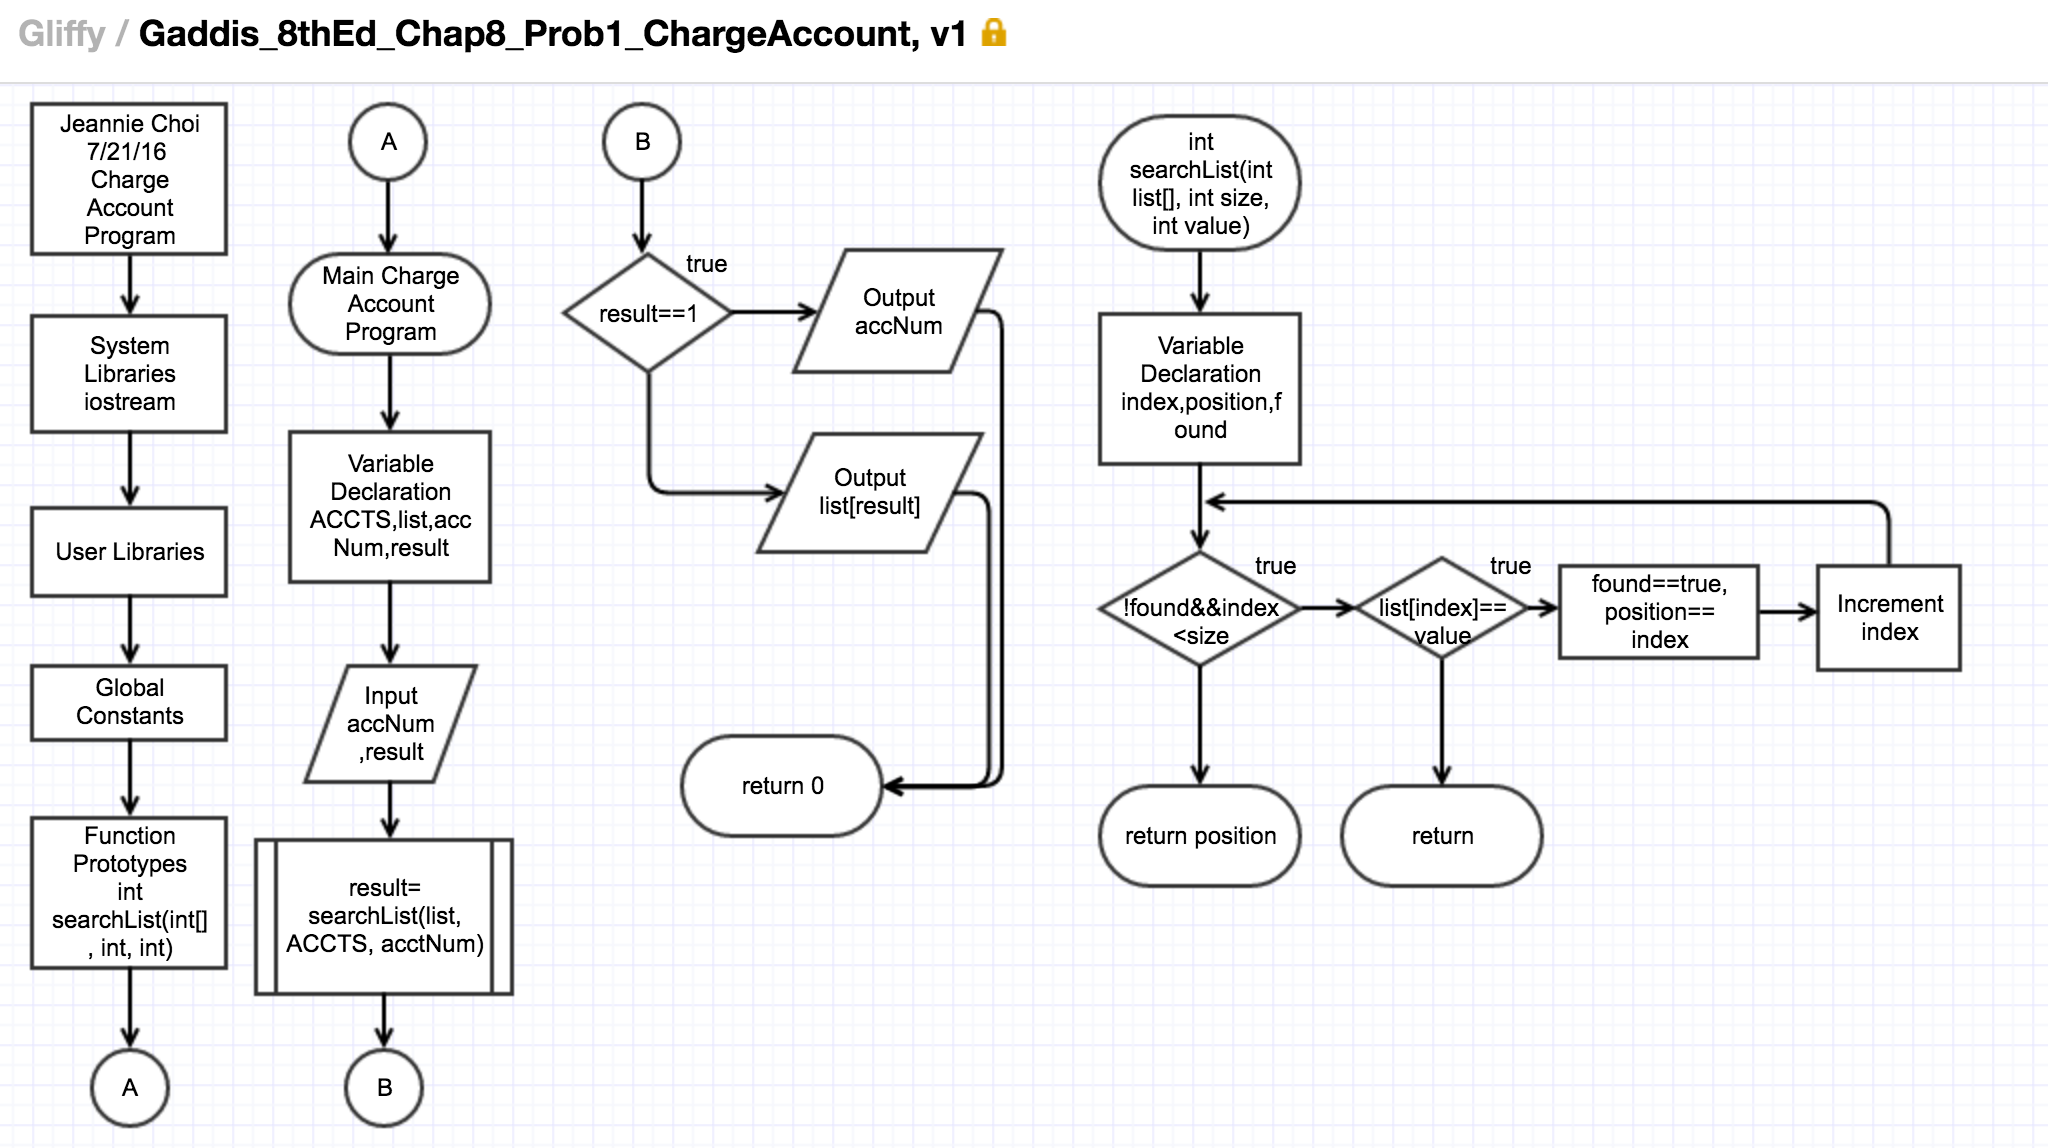 Gliffy / Gaddis_8thEd_Chap8_Prob1_ChargeAccount, v1
Jeannie Choi
7/21/16
Charge
Account
Program
System
Libraries
iostream
User Libraries
Global
Constants
Function
Prototypes
int
searchList(int[]
, int, int)
A
A
Main Charge
Account
Program
Variable
Declaration
ACCTS,list,acc
Num,result
Input
accNum
,result
result=
searchList(list,
ACCTS, acctNum)
B
B
result==1
true
Output
accNum
Output
list[result]
return 0
int
searchList(int
list[], int size,
int value)
Variable
Declaration
index,position,f
ound
!found&&index
<size
true
list[index]==
value
true
found==true,
position==
index
Increment
index
return position
return